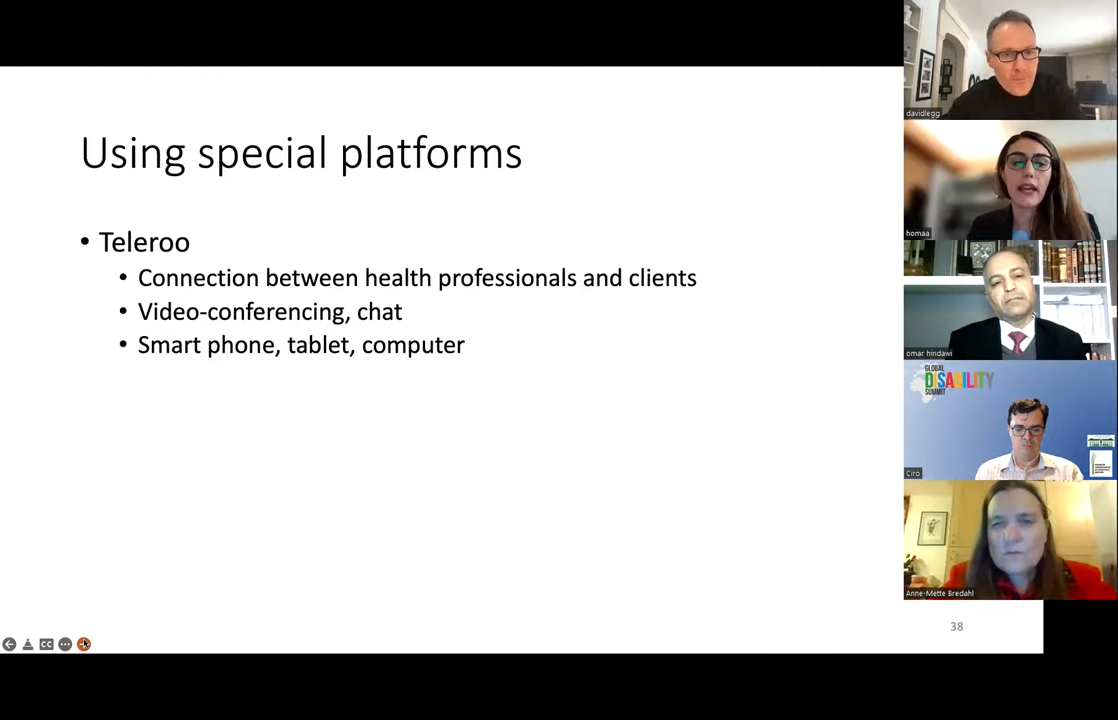 Using special platforms
• Teleroo
• Connection between health professionals and clients
• Video-conferencing, chat
• Smart phone, tablet, computer
38
CC
davidlegg
homaa
omar hindawi
GLOBAL
DISABILITY
SUMMIT
Ciro
Anne-Mette Bredahl